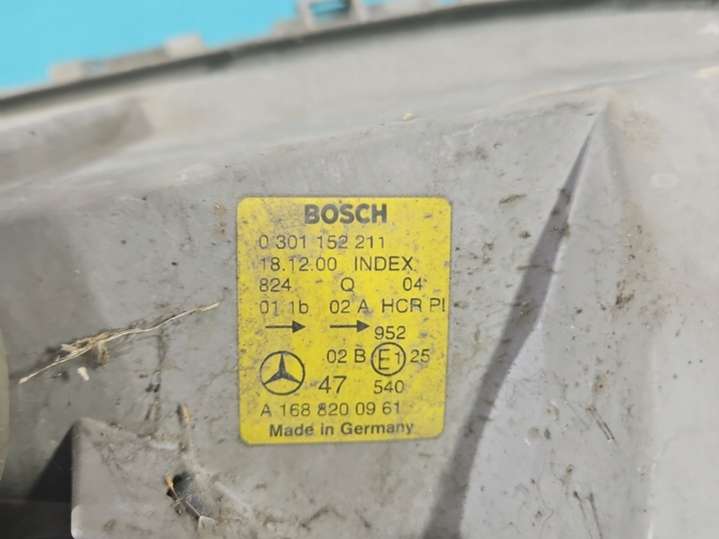 BOSCH
0 301 152 211
18.12.00 INDEX
824 Q 04
01 1b 02 A HCR Pl
952
02 B E1 25
47 540
A 168 820 09 61
Made in Germany